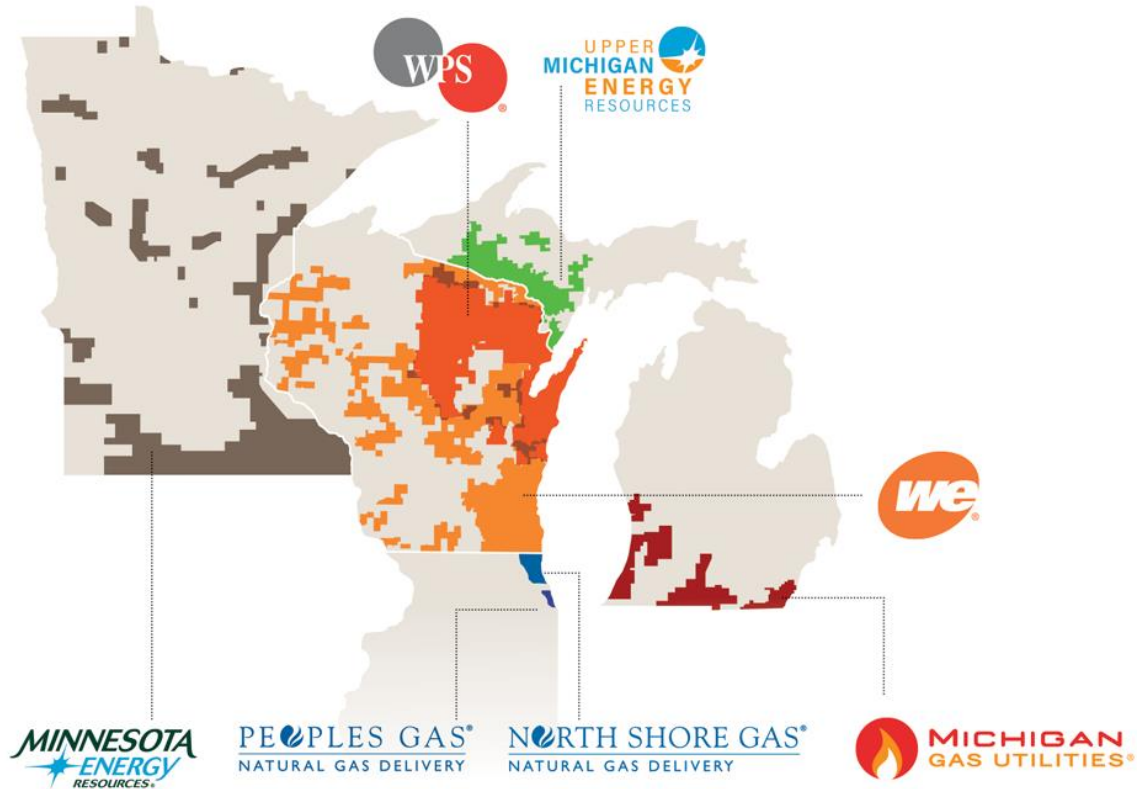 WPS®
UPPER
MICHIGAN
ENERGY
RESOURCES
we®
MINNESOTA
ENERGY
RESOURCES®
PEOPLES GAS®
NATURAL GAS DELIVERY
NORTH SHORE GAS®
NATURAL GAS DELIVERY
MICHIGAN
GAS UTILITIES®